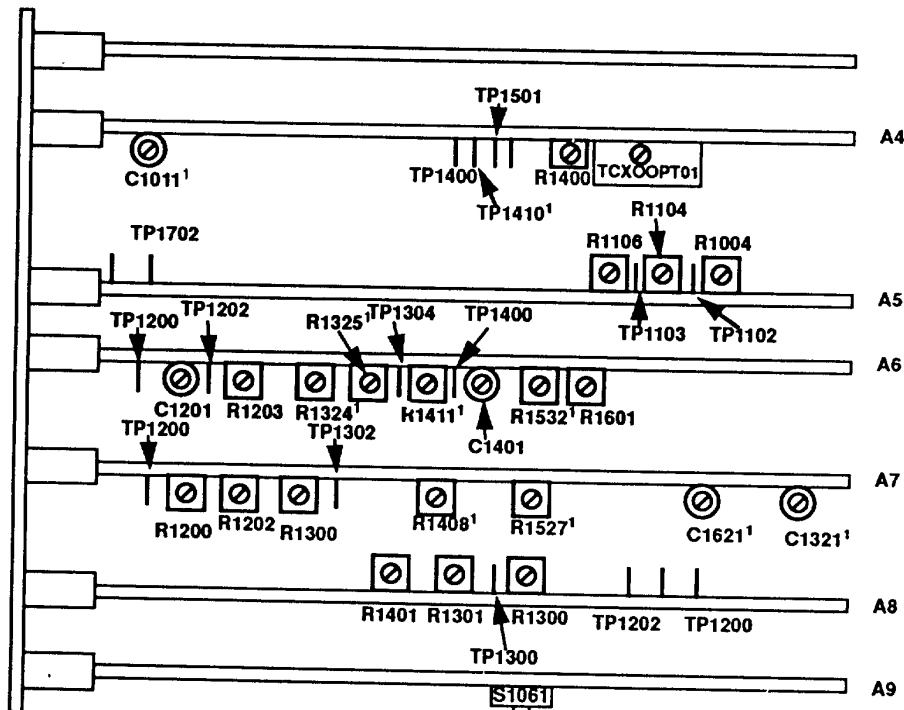 TP1501
A4
C1011¹
TP1400
R1400
TCXOOPT01
TP1410¹
R1104
TP1702
R1106
R1004
A5
TP1103
TP1102
TP1200
TP1202
R1325¹
TP1304
TP1400
A6
C1201
R1203
R1324¹
R1411¹
R1532¹
R1601
TP1200
TP1302
C1401
A7
R1200
R1202
R1300
R1408¹
R1527¹
C1621¹
C1321¹
A8
R1401
R1301
R1300
TP1202
TP1200
TP1300
A9
S1061